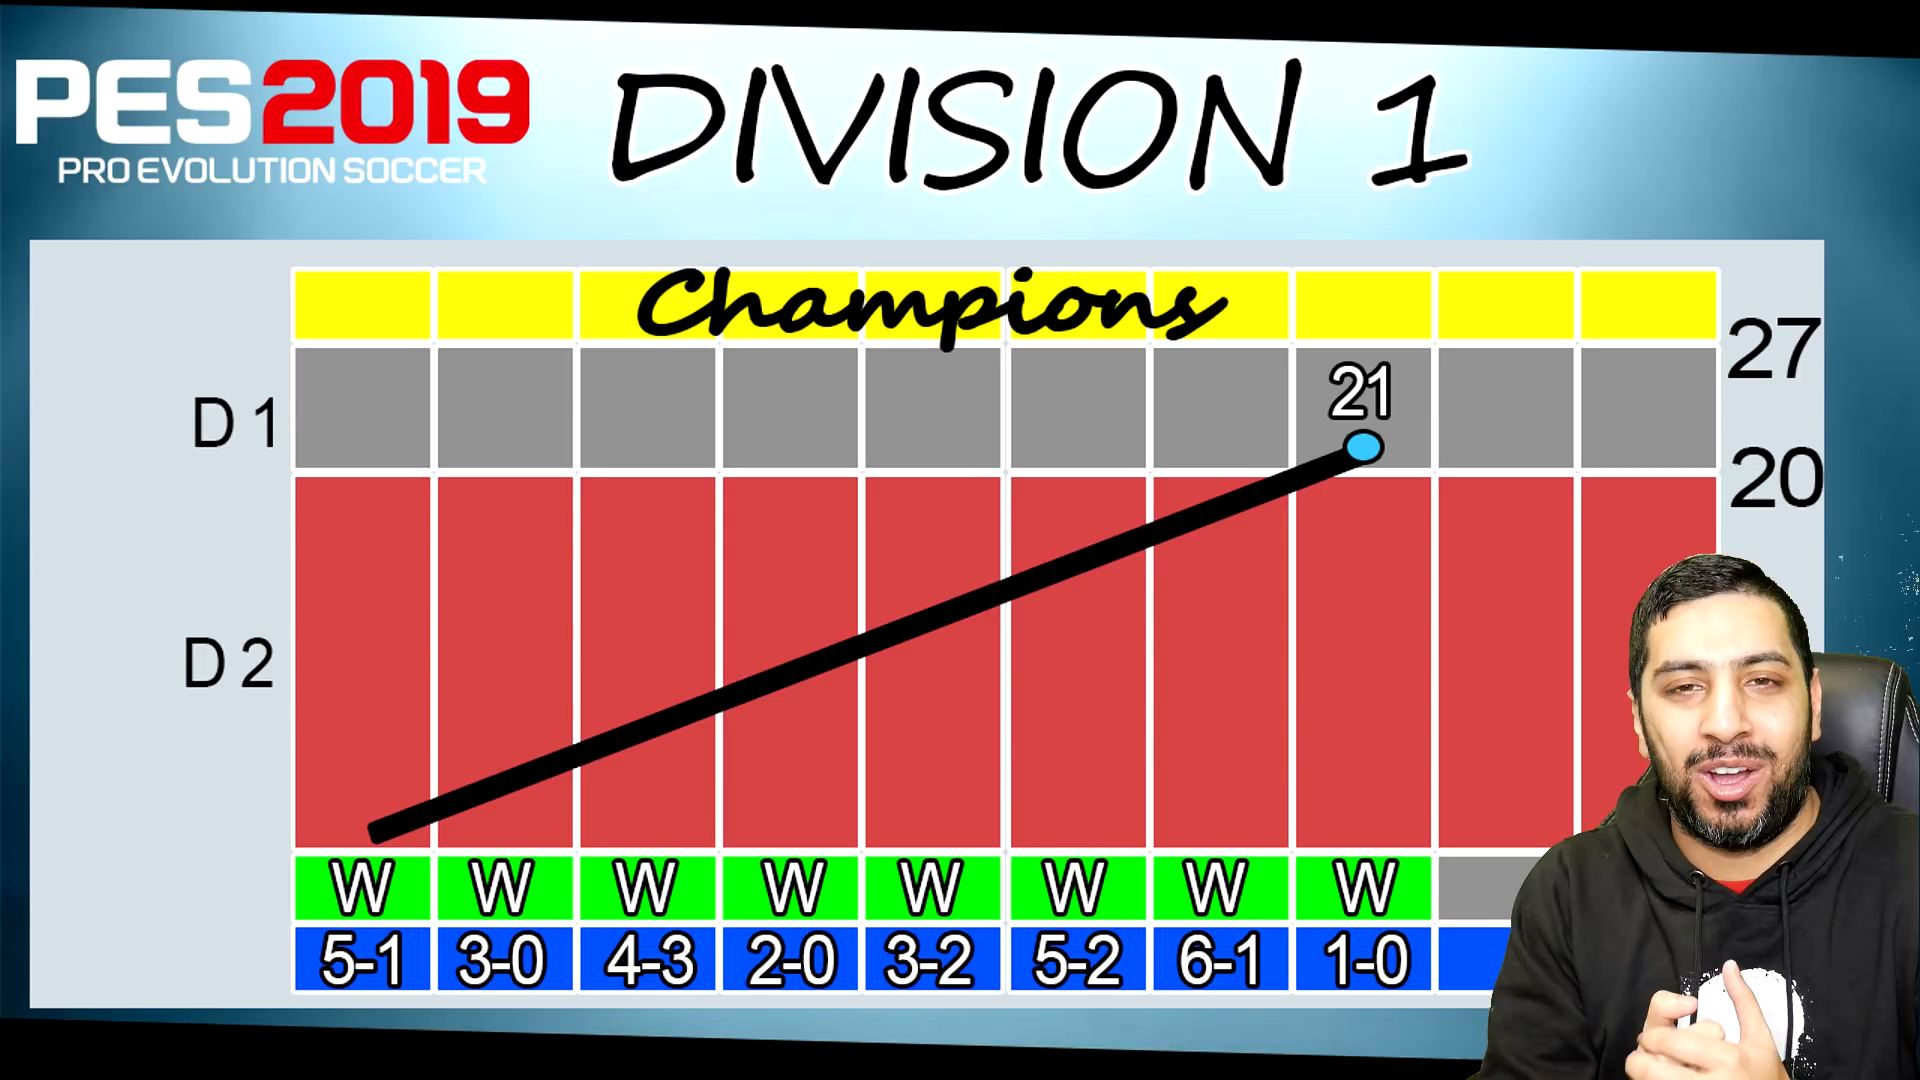 PES2019
PRO EVOLUTION SOCCER
DIVISION 1
Champions
27
D 1
21
20
D 2
W W W W W W W W
5-1 3-0 4-3 2-0 3-2 5-2 6-1 1-0